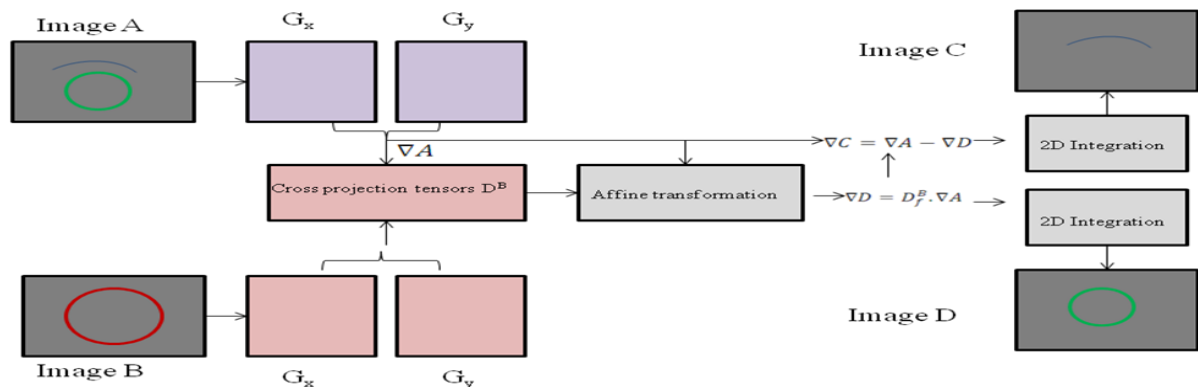 Image A
Gx
Gy
Image C
∇A
∇C = ∇A − ∇D
2D Integration
Cross projection tensors D^B
Affine transformation
∇D = D_f^B.∇A
2D Integration
Image D
Image B
Gx
Gy